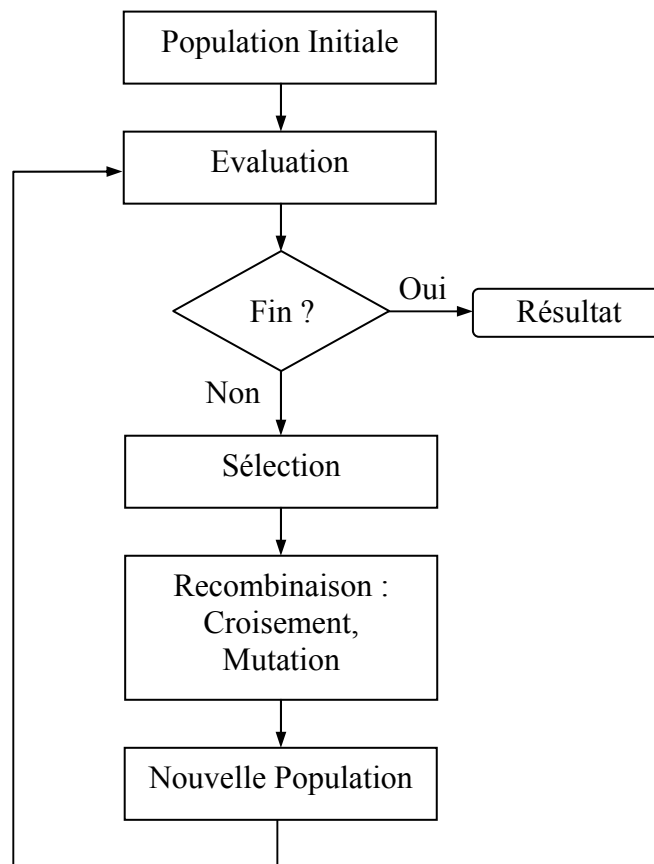 Population Initiale
Evaluation
Fin ?
Oui
Résultat
Non
Sélection
Recombinaison :
Croisement,
Mutation
Nouvelle Population